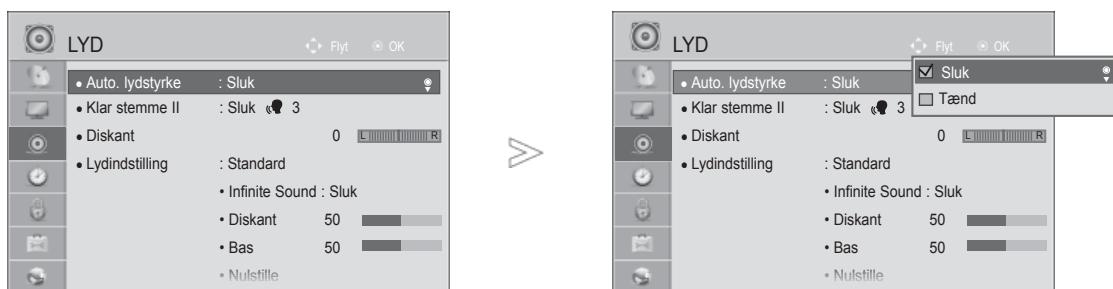 LYD Flyt OK
• Auto. lydstyrke : Sluk
• Klar stemme II : Sluk 3
• Diskant 0 L R
• Lydindstilling : Standard
• Infinite Sound : Sluk
• Diskant 50
• Bas 50
• Nulstille
>
LYD Flyt OK
• Auto. lydstyrke : Sluk
Sluk
Tænd
• Klar stemme II : Sluk 3
• Diskant 0 L R
• Lydindstilling : Standard
• Infinite Sound : Sluk
• Diskant 50
• Bas 50
• Nulstille